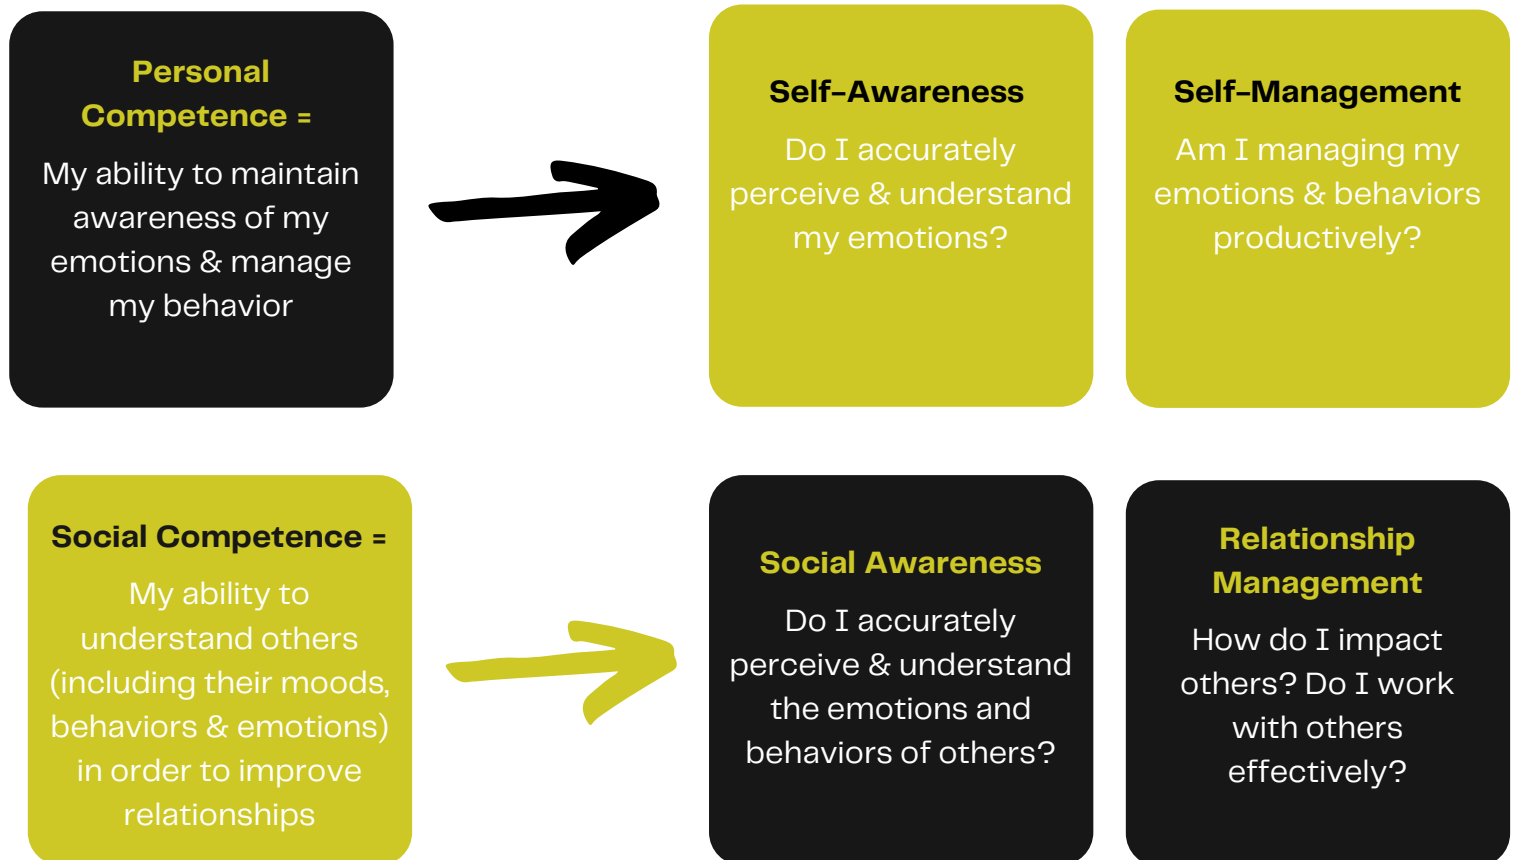 Personal
Competence =
My ability to maintain
awareness of my
emotions & manage
my behavior
Self-Awareness
Do I accurately
perceive & understand
my emotions?
Self-Management
Am I managing my
emotions & behaviors
productively?
Social Competence =
My ability to
understand others
(including their moods,
behaviors & emotions)
in order to improve
relationships
Social Awareness
Do I accurately
perceive & understand
the emotions and
behaviors of others?
Relationship
Management
How do I impact
others? Do I work
with others
effectively?